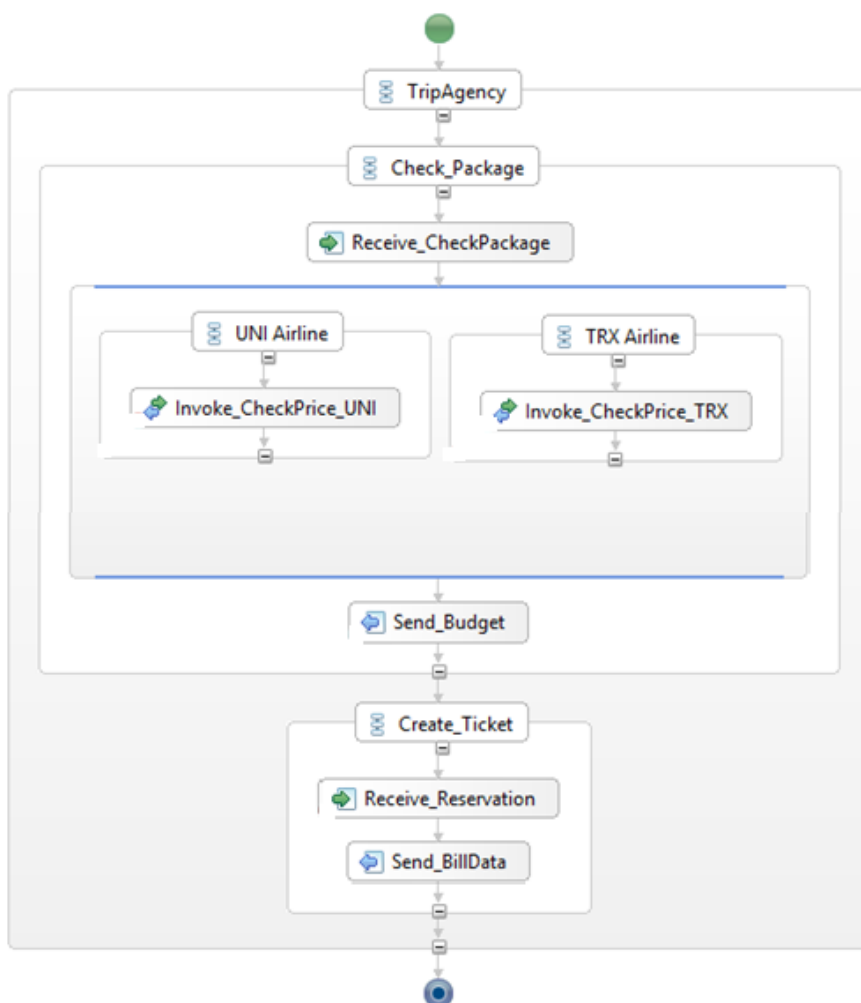 TripAgency
Check_Package
Receive_CheckPackage
UNI Airline
TRX Airline
Invoke_CheckPrice_UNI
Invoke_CheckPrice_TRX
Send_Budget
Create_Ticket
Receive_Reservation
Send_BillData